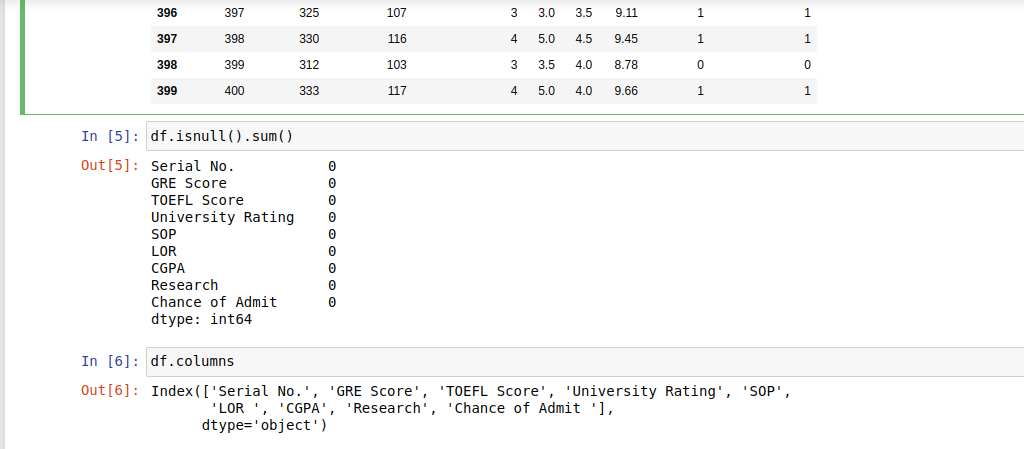 396 397 325 107 3 3.0 3.5 9.11 1 1
397 398 330 116 4 5.0 4.5 9.45 1 1
398 399 312 103 3 3.5 4.0 8.78 0 0
399 400 333 117 4 5.0 4.0 9.66 1 1
In [5]: df.isnull().sum()
Out[5]: Serial No. 0
GRE Score 0
TOEFL Score 0
University Rating 0
SOP 0
LOR 0
CGPA 0
Research 0
Chance of Admit 0
dtype: int64
In [6]: df.columns
Out[6]: Index(['Serial No.', 'GRE Score', 'TOEFL Score', 'University Rating', 'SOP',
'LOR ', 'CGPA', 'Research', 'Chance of Admit '],
dtype='object')